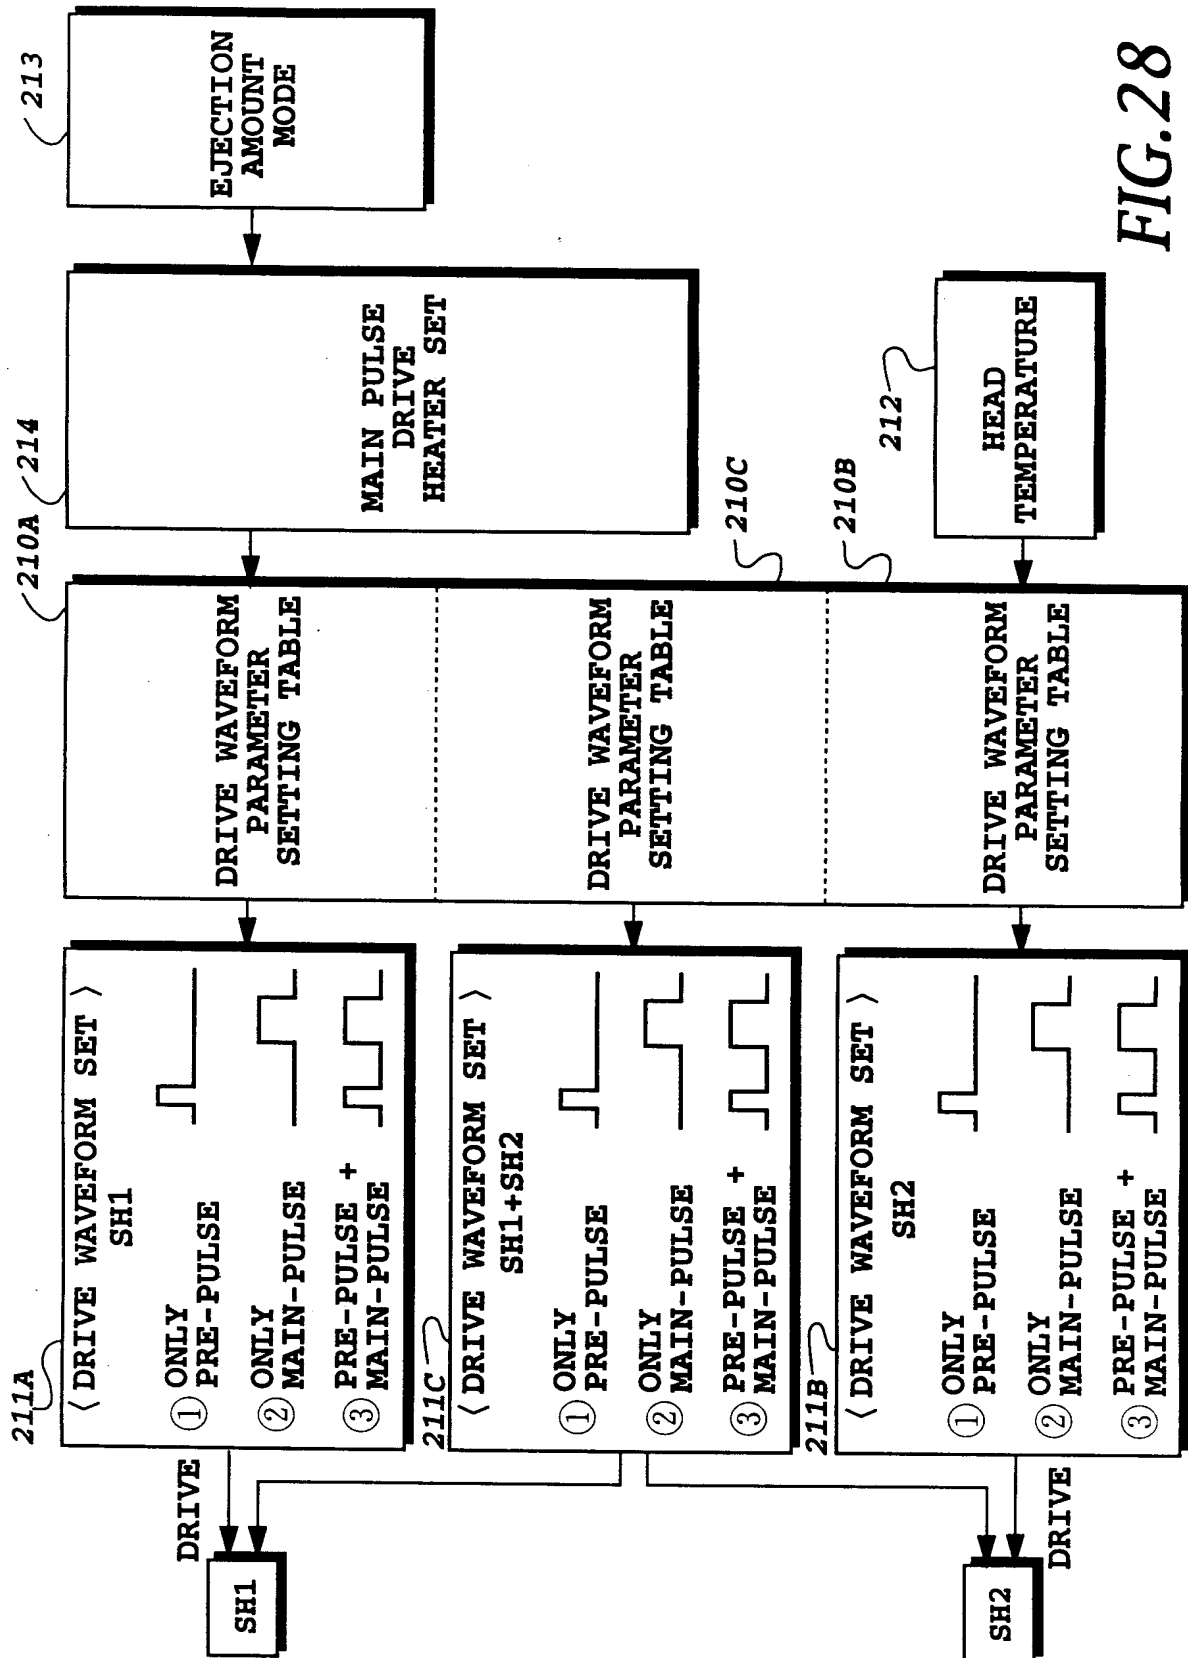 213
EJECTION
AMOUNT
MODE
214
MAIN PULSE
DRIVE
HEATER SET
212
HEAD
TEMPERATURE
210A
DRIVE WAVEFORM
PARAMETER
SETTING TABLE
210C
DRIVE WAVEFORM
PARAMETER
SETTING TABLE
210B
DRIVE WAVEFORM
PARAMETER
SETTING TABLE
211A
〈DRIVE WAVEFORM SET〉
SH1
① ONLY
PRE-PULSE
② ONLY
MAIN-PULSE
③ PRE-PULSE +
MAIN-PULSE
211C
〈DRIVE WAVEFORM SET〉
SH1+SH2
① ONLY
PRE-PULSE
② ONLY
MAIN-PULSE
③ PRE-PULSE +
MAIN-PULSE
211B
〈DRIVE WAVEFORM SET〉
SH2
① ONLY
PRE-PULSE
② ONLY
MAIN-PULSE
③ PRE-PULSE +
MAIN-PULSE
DRIVE
SH1
DRIVE
SH2
FIG.28